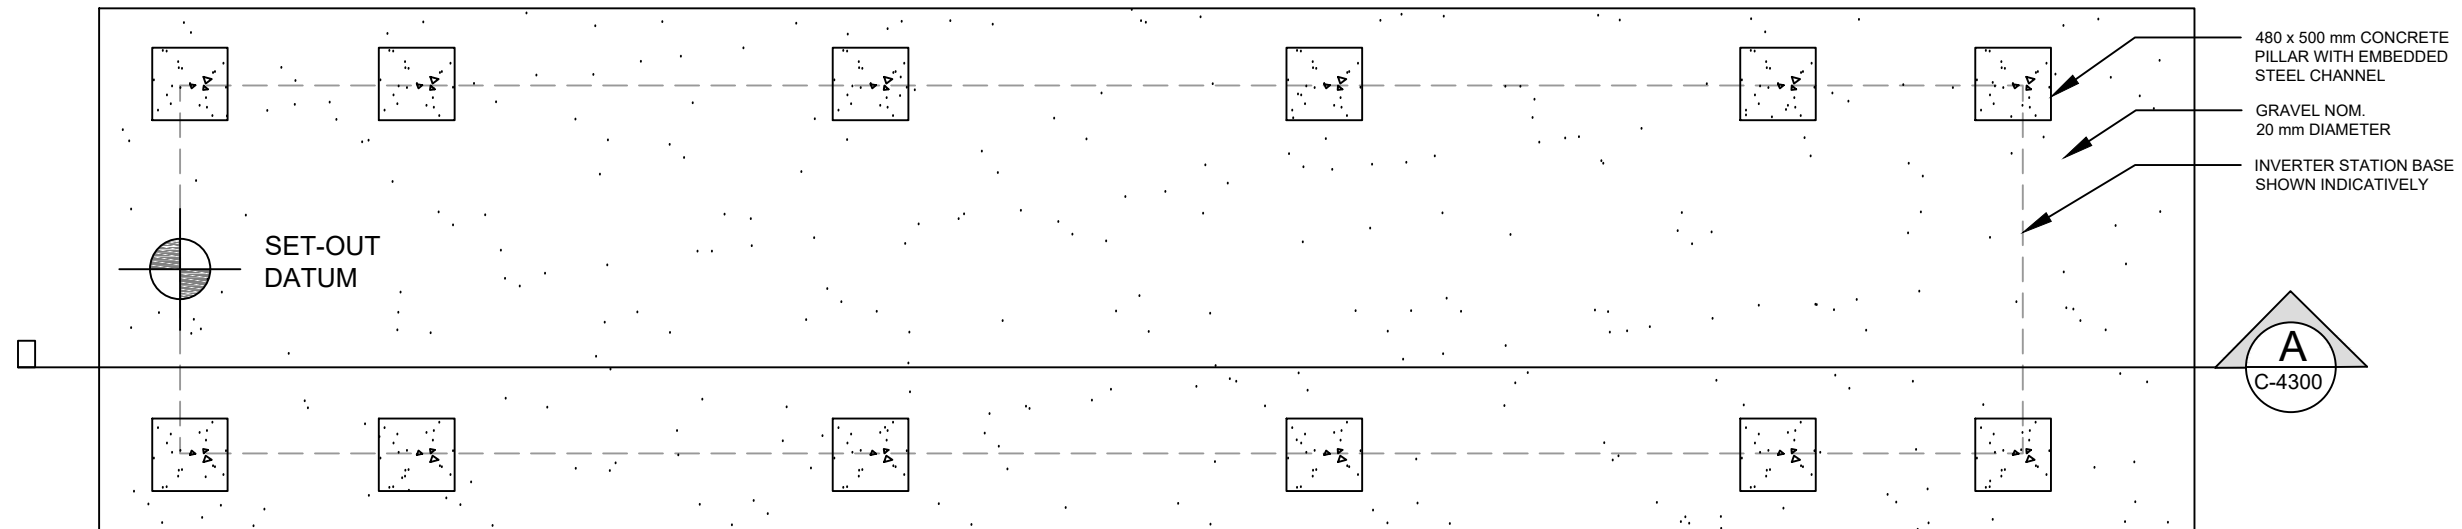 480 x 500 mm CONCRETE
PILLAR WITH EMBEDDED
STEEL CHANNEL
GRAVEL NOM.
20 mm DIAMETER
INVERTER STATION BASE
SHOWN INDICATIVELY
SET-OUT
DATUM
A
C-4300